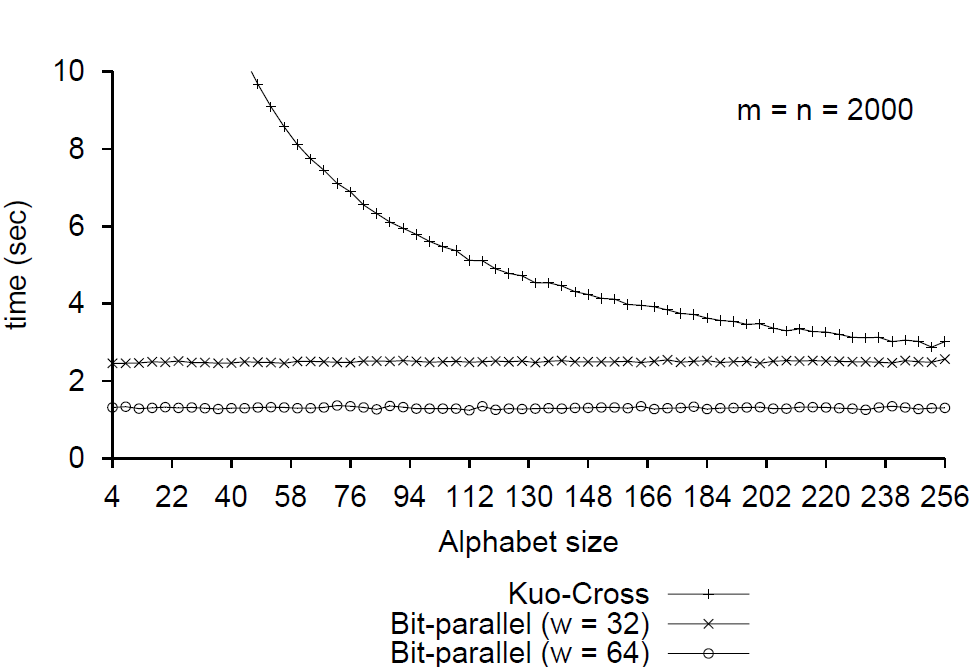 10
m = n = 2000
8
6
time (sec)
4
2
0
4 22 40 58 76 94 112 130 148 166 184 202 220 238 256
Alphabet size
Kuo-Cross
Bit-parallel (w = 32)
Bit-parallel (w = 64)